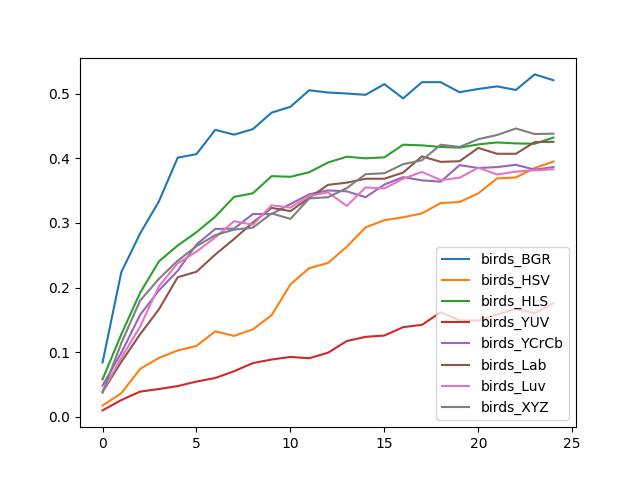 0.5
0.4
0.3
0.2
0.1
0.0
0 5 10 15 20 25
birds_BGR
birds_HSV
birds_HLS
birds_YUV
birds_YCrCb
birds_Lab
birds_Luv
birds_XYZ